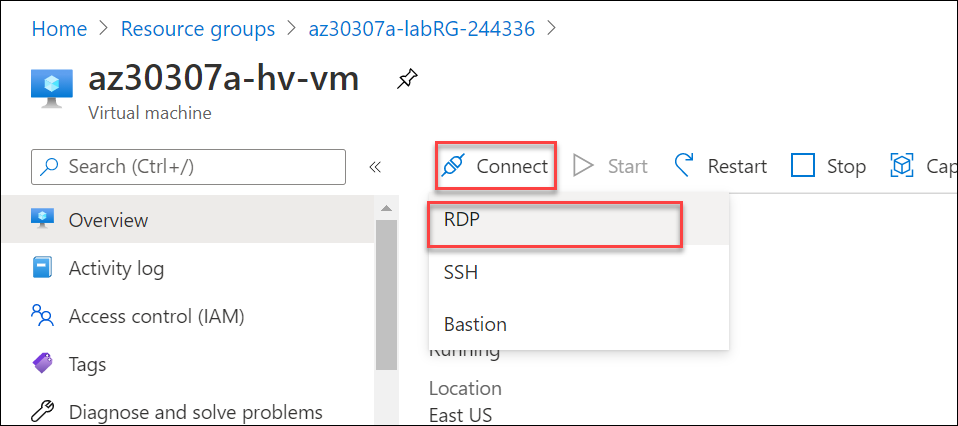 Home > Resource groups > az30307a-labRG-244336 >
az30307a-hv-vm
Virtual machine
Search (Ctrl+/)
«
Connect
Start
Restart
Stop
Cap
Overview
Activity log
Access control (IAM)
Tags
Diagnose and solve problems
RDP
SSH
Bastion
Running
Location
East US